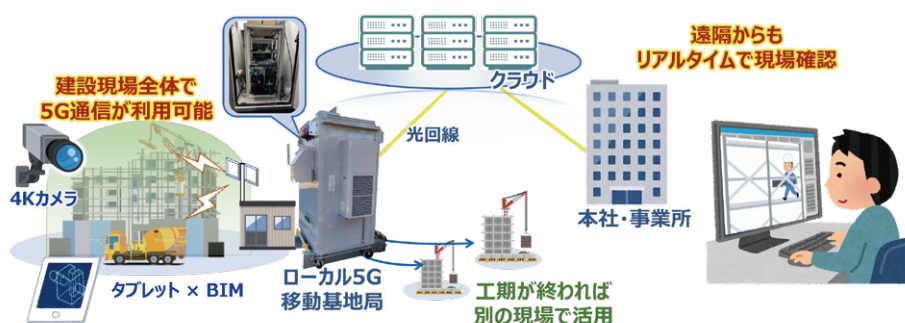 建設現場全体で
5G通信が利用可能
4Kカメラ
タブレット × BIM
クラウド
光回線
ローカル5G
移動基地局
本社・事業所
工期が終われば
別の現場で活用
遠隔からも
リアルタイムで現場確認